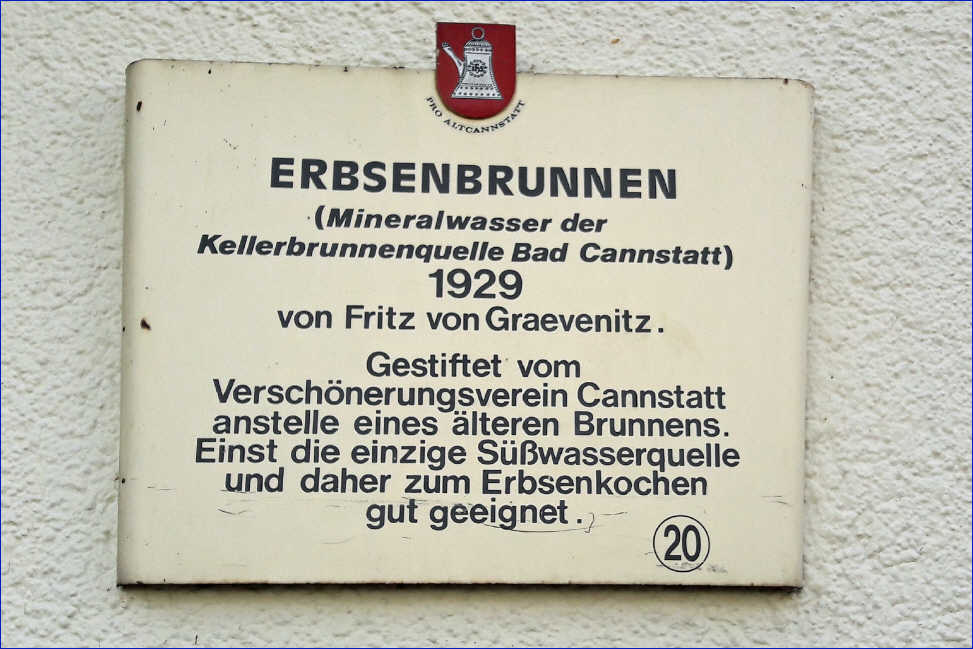 PRO ALTCANNSTATT
ERBSENBRUNNEN
(Mineralwasser der
Kellerbrunnenquelle Bad Cannstatt)
1929
von Fritz von Graevenitz.
Gestiftet vom
Verschönerungsverein Cannstatt
anstelle eines älteren Brunnens.
Einst die einzige Süßwasserquelle
und daher zum Erbsenkochen
gut geeignet.
20